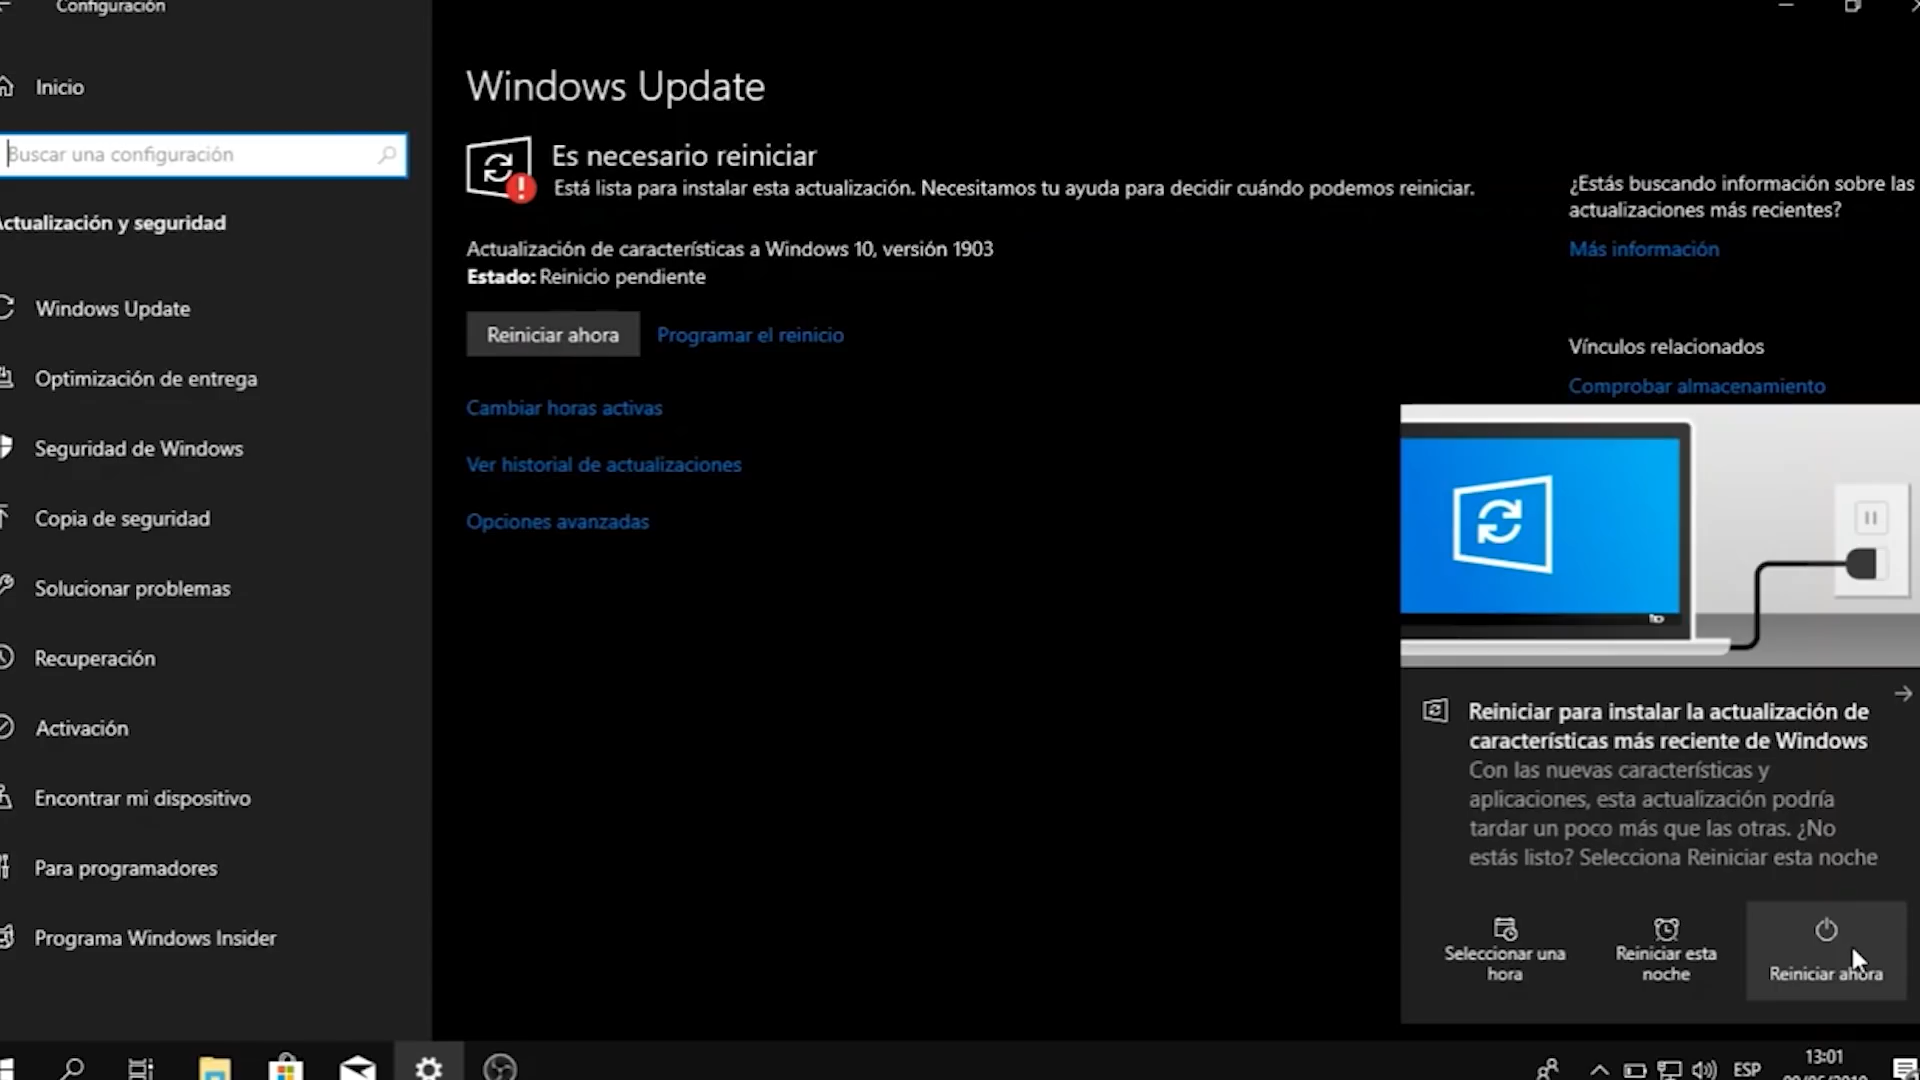 Configuración
Inicio
Buscar una configuración
Actualización y seguridad
Windows Update
Optimización de entrega
Seguridad de Windows
Copia de seguridad
Solucionar problemas
Recuperación
Activación
Encontrar mi dispositivo
Para programadores
Programa Windows Insider
Windows Update
Es necesario reiniciar
Está lista para instalar esta actualización. Necesitamos tu ayuda para decidir cuándo podemos reiniciar.
Actualización de características a Windows 10, versión 1903
Estado: Reinicio pendiente
Reiniciar ahora
Programar el reinicio
Cambiar horas activas
Ver historial de actualizaciones
Opciones avanzadas
¿Estás buscando información sobre las
actualizaciones más recientes?
Más información
Vínculos relacionados
Comprobar almacenamiento
Reiniciar para instalar la actualización de
características más reciente de Windows
Con las nuevas características y
aplicaciones, esta actualización podría
tardar un poco más que las otras. ¿No
estás listo? Selecciona Reiniciar esta noche
Seleccionar una
hora
Reiniciar esta
noche
Reiniciar ahora
ESP
13:01